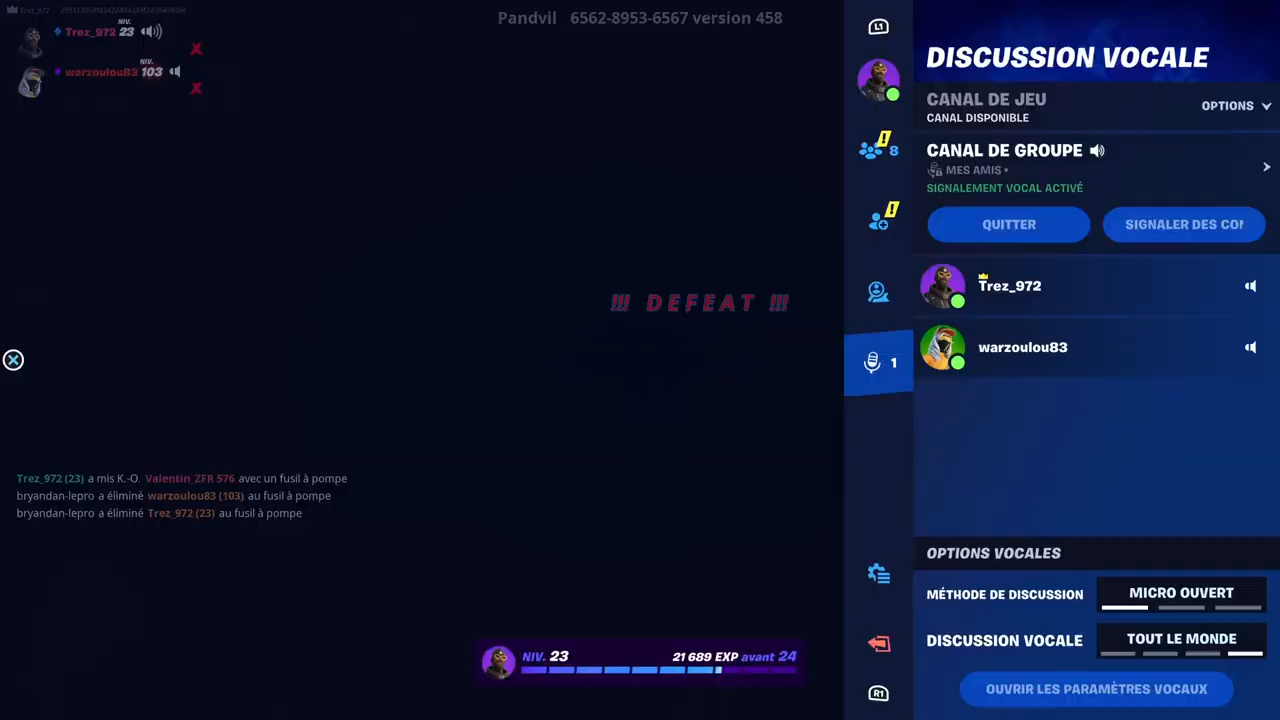 Trez_972
Pandvil 6562-8953-6567 version 458
NIV.
Trez_972 23
NIV.
warzoulou83 103
!!! DEFEAT !!!
Trez_972 (23) a mis K.-O. Valentin_ZFR 576 avec un fusil à pompe
bryandan-lepro a éliminé warzoulou83 (103) au fusil à pompe
bryandan-lepro a éliminé Trez_972 (23) au fusil à pompe
NIV. 23
21 689 EXP avant 24
L1
8
1
R1
DISCUSSION VOCALE
CANAL DE JEU
CANAL DISPONIBLE
OPTIONS
CANAL DE GROUPE
MES AMIS •
SIGNALEMENT VOCAL ACTIVÉ
QUITTER
SIGNALER DES CO
Trez_972
warzoulou83
OPTIONS VOCALES
MÉTHODE DE DISCUSSION
MICRO OUVERT
DISCUSSION VOCALE
TOUT LE MONDE
OUVRIR LES PARAMÈTRES VOCAUX